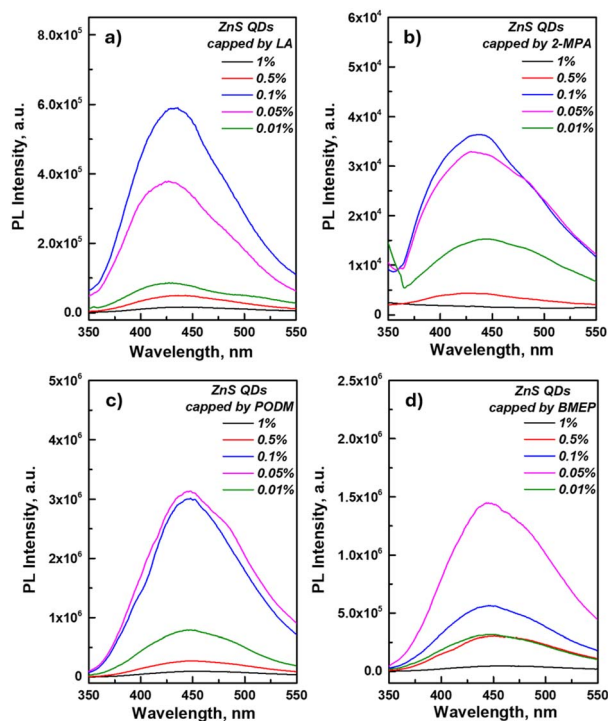 a)
ZnS QDs
capped by LA
1%
0.5%
0.1%
0.05%
0.01%
8.0x10⁵
6.0x10⁵
4.0x10⁵
2.0x10⁵
0.0
PL Intensity, a.u.
350 400 450 500 550
Wavelength, nm
b)
ZnS QDs
capped by 2-MPA
1%
0.5%
0.1%
0.05%
0.01%
6x10⁴
5x10⁴
4x10⁴
3x10⁴
2x10⁴
1x10⁴
0
PL Intensity, a.u.
350 400 450 500 550
Wavelength, nm
c)
ZnS QDs
capped by PODM
1%
0.5%
0.1%
0.05%
0.01%
5x10⁶
4x10⁶
3x10⁶
2x10⁶
1x10⁶
0
PL Intensity, a.u.
350 400 450 500 550
Wavelength, nm
d)
ZnS QDs
capped by BMEP
1%
0.5%
0.1%
0.05%
0.01%
2.5x10⁶
2.0x10⁶
1.5x10⁶
1.0x10⁶
5.0x10⁵
0.0
PL Intensity, a.u.
350 400 450 500 550
Wavelength, nm